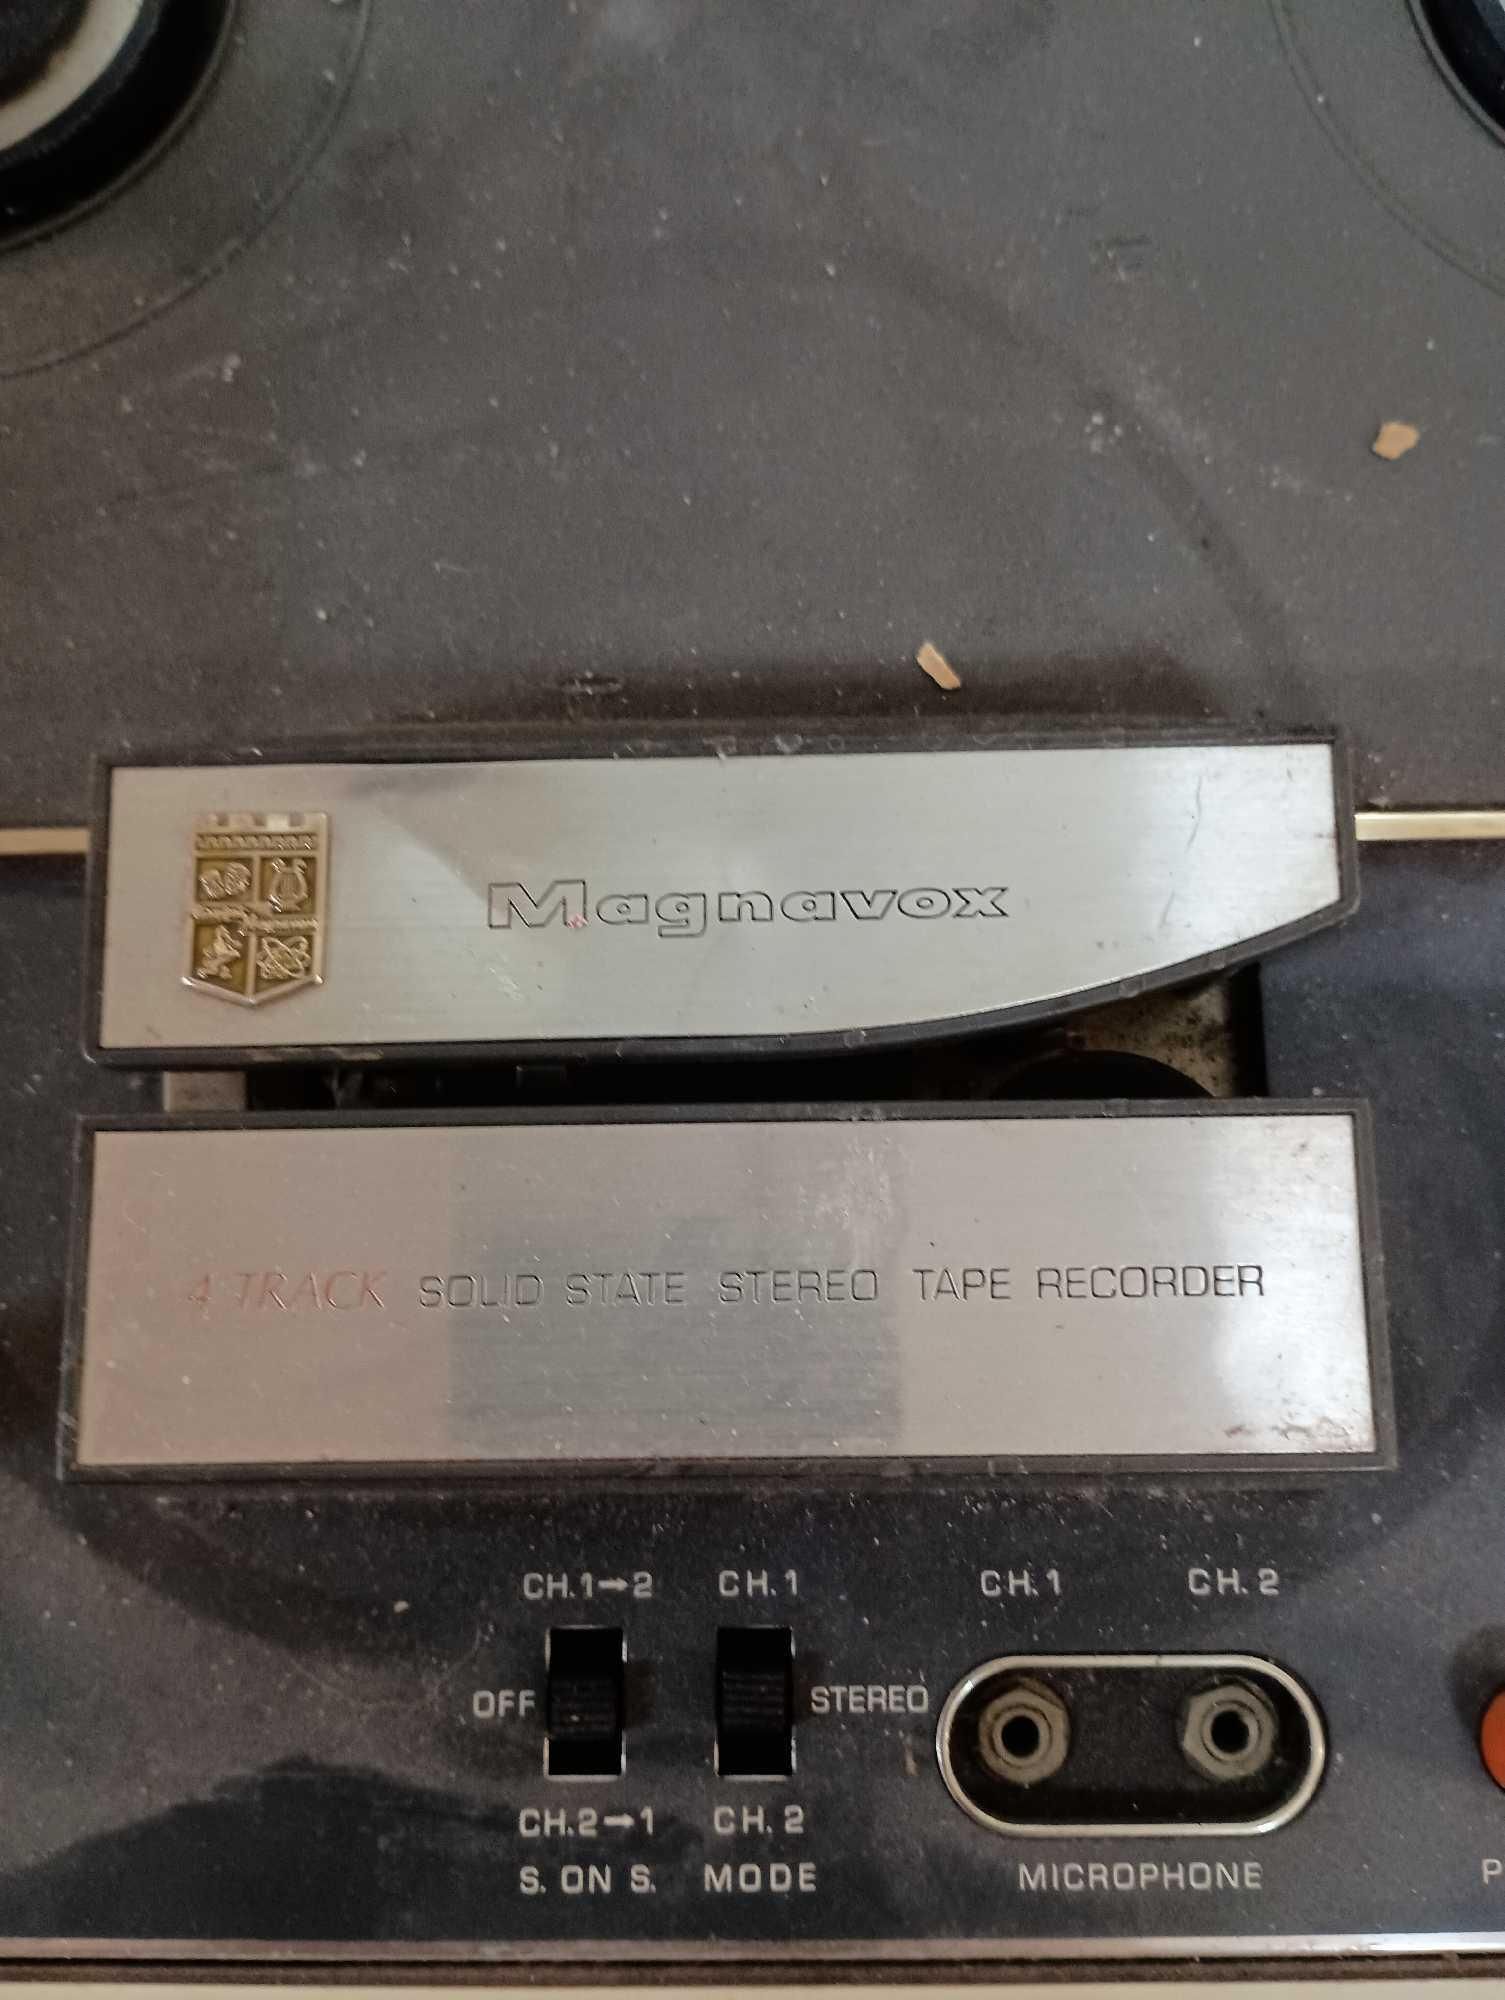 Magnavox
4 TRACK SOLID STATE STEREO TAPE RECORDER
CH.1→2 CH.1 CH.1 CH.2
OFF STEREO
CH.2→1 CH.2
S. ON S. MODE MICROPHONE P